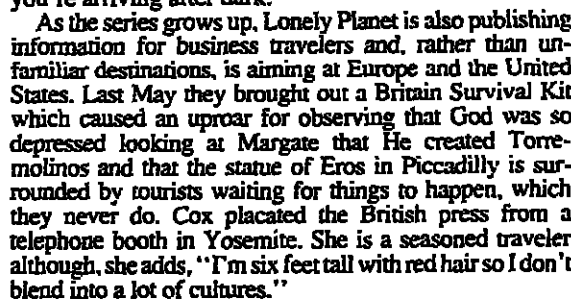 you're arriving after dark.
As the series grows up, Lonely Planet is also publishing
information for business travelers and, rather than un-
familiar destinations, is aiming at Europe and the United
States. Last May they brought out a Britain Survival Kit
which caused an uproar for observing that God was so
depressed looking at Margate that He created Torre-
molinos and that the statue of Eros in Piccadilly is sur-
rounded by tourists waiting for things to happen, which
they never do. Cox placated the British press from a
telephone booth in Yosemite. She is a seasoned traveler
although, she adds, "I'm six feet tall with red hair so I don't
blend into a lot of cultures."